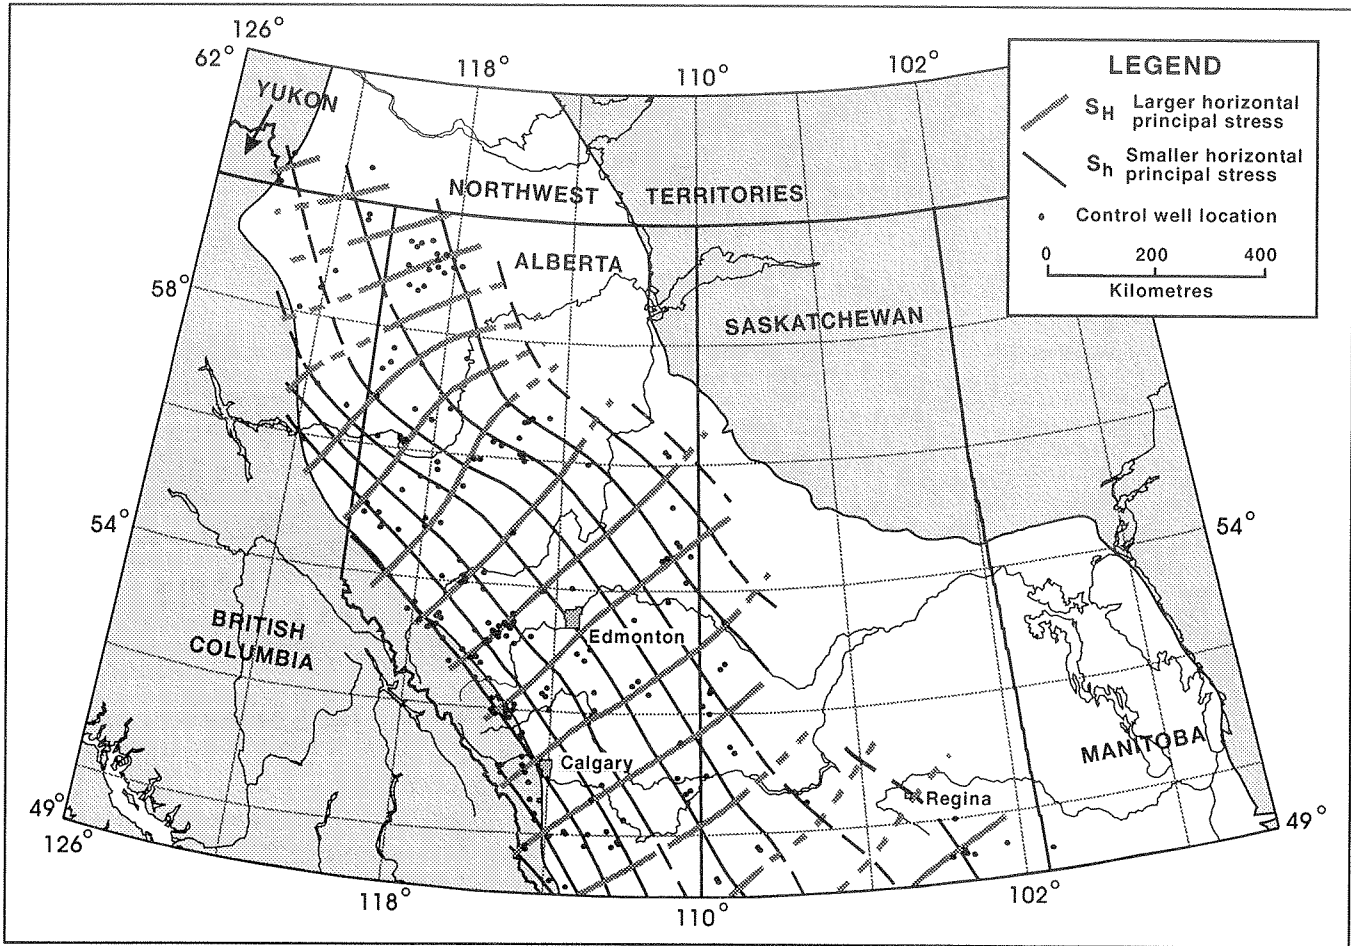 126°
62°
118°
110°
102°
LEGEND
SH Larger horizontal
principal stress
Sh Smaller horizontal
principal stress
Control well location
0 200 400
Kilometres
YUKON
NORTHWEST TERRITORIES
ALBERTA
58°
SASKATCHEWAN
54°
54°
BRITISH
COLUMBIA
Edmonton
MANITOBA
Calgary
Regina
49°
126°
49°
118°
110°
102°